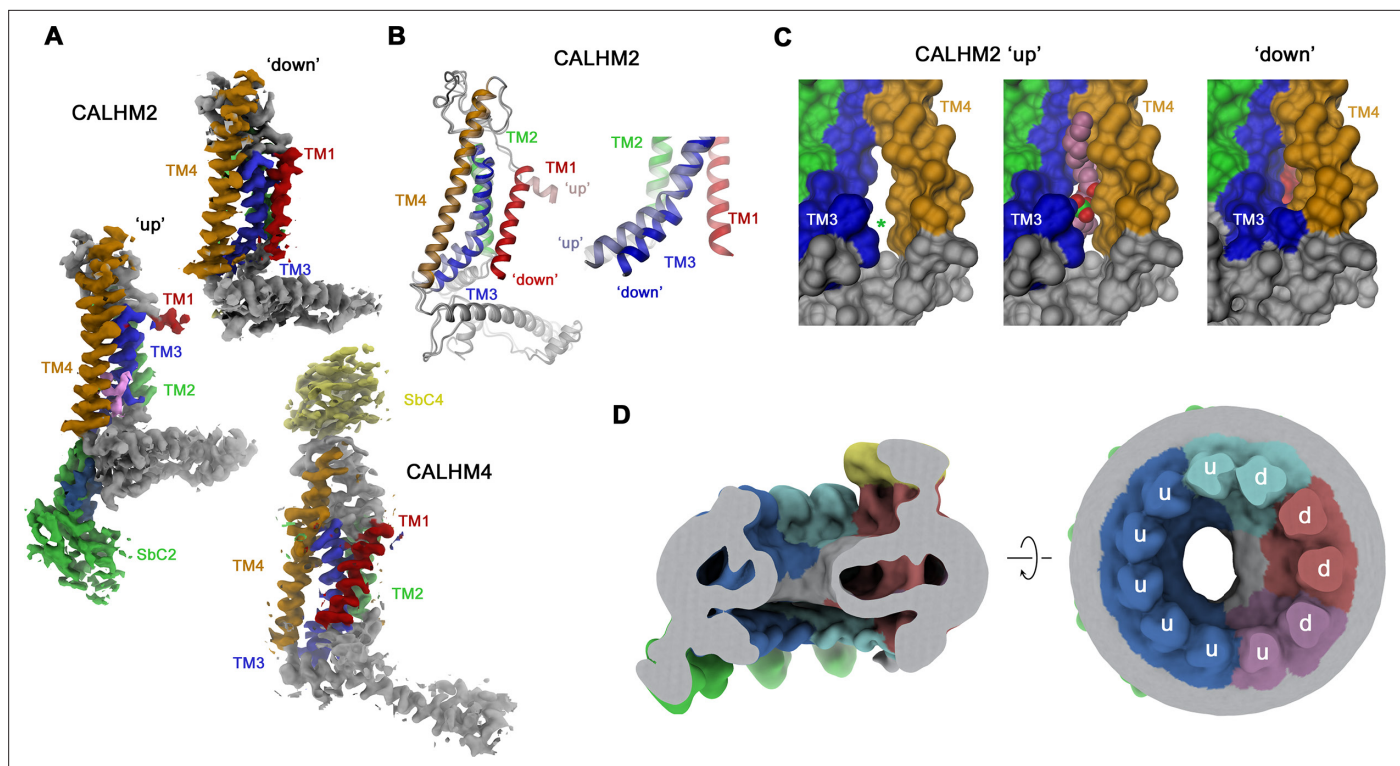 A
CALHM2
'down'
TM4
TM1
TM3
'up'
TM1
TM3
TM4
TM2
SbC2
SbC4
CALHM4
TM1
TM4
TM2
TM3
B
CALHM2
TM2
TM1
'up'
TM4
TM3
'down'
TM2
'up'
TM1
TM3
'down'
C
CALHM2 'up'
'down'
TM4
TM3
*
TM4
TM3
TM4
TM3
D
u
d
u
d
u
d
u
d
u
u
u